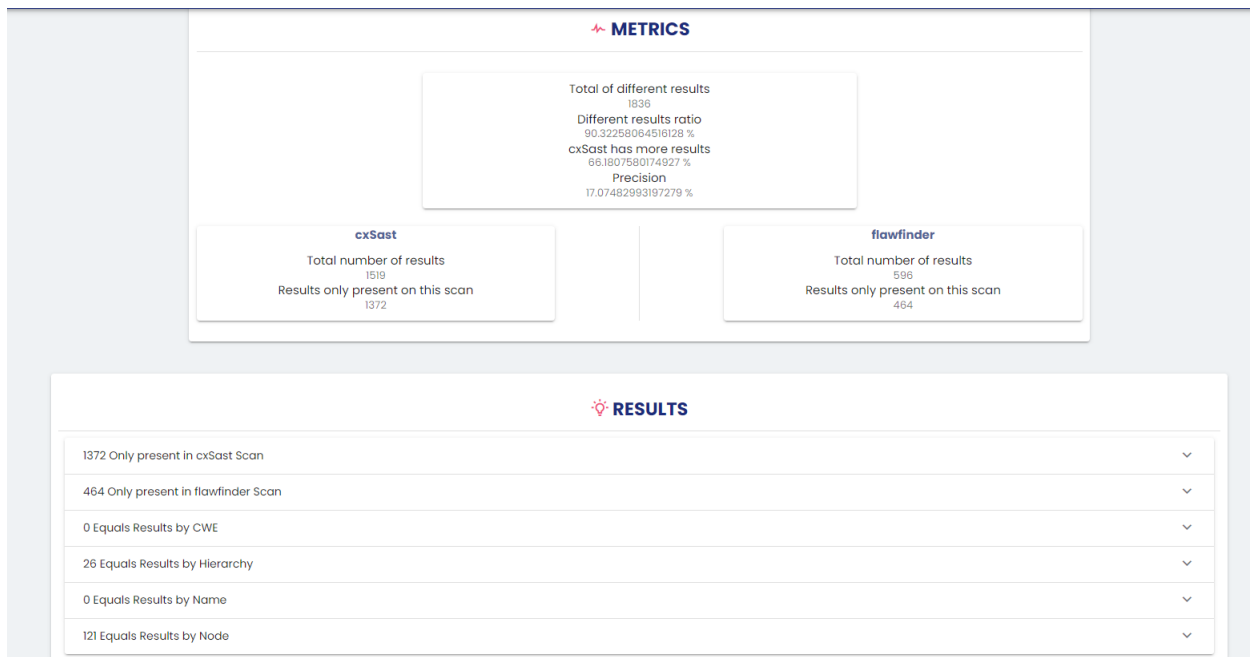 METRICS
Total of different results
1836
Different results ratio
90.32258064516128 %
cxSast has more results
66.1807580174927 %
Precision
17.07482993197279 %
cxSast
Total number of results
1519
Results only present on this scan
1372
flawfinder
Total number of results
596
Results only present on this scan
464
RESULTS
1372 Only present in cxSast Scan
464 Only present in flawfinder Scan
0 Equals Results by CWE
26 Equals Results by Hierarchy
0 Equals Results by Name
121 Equals Results by Node